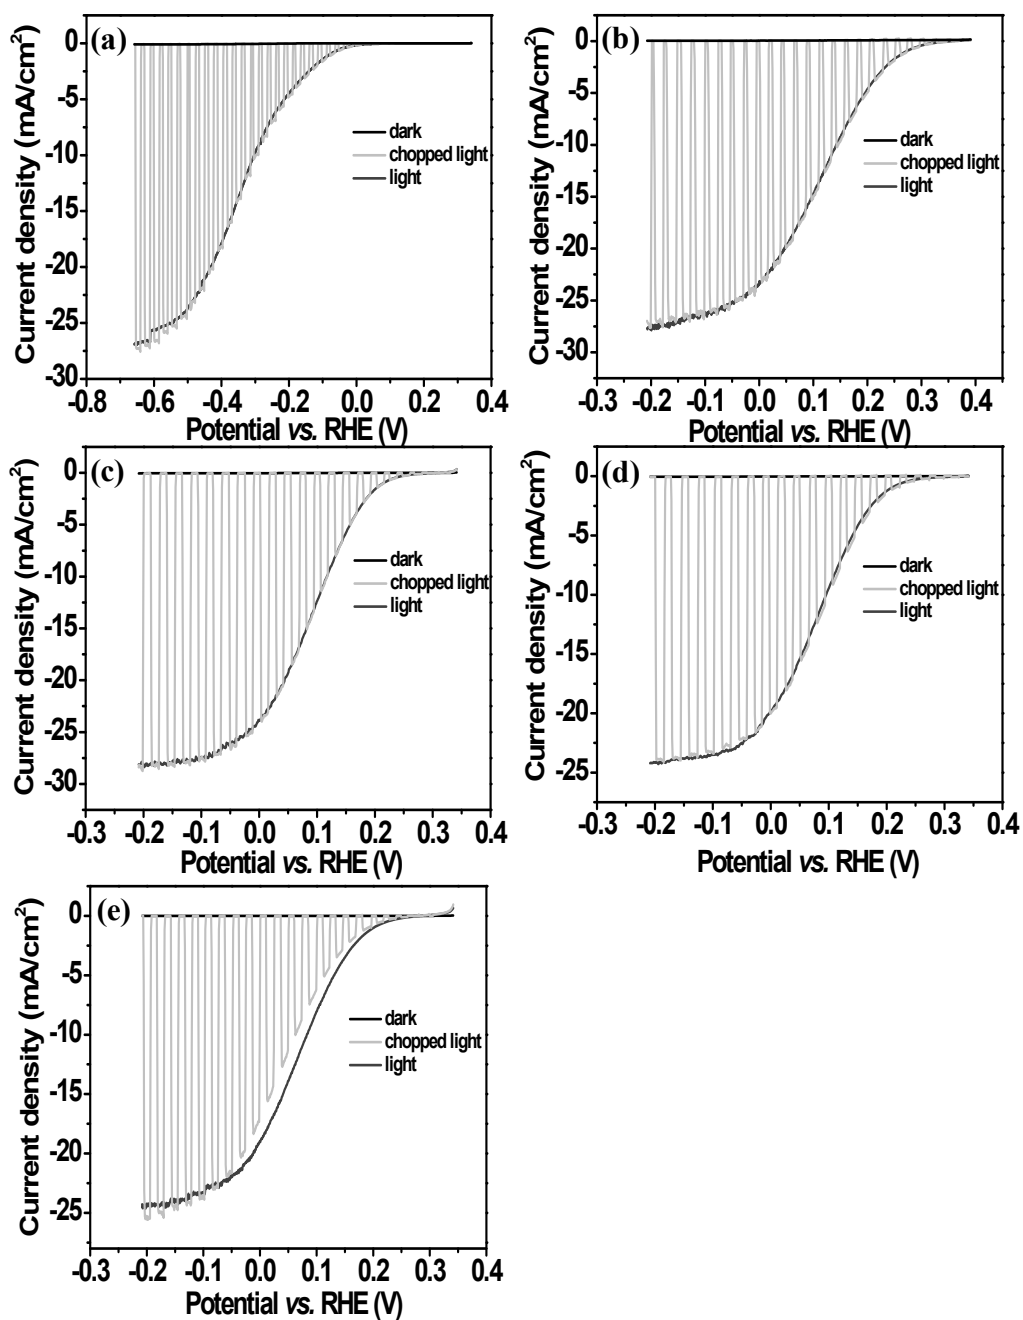 (a)
Current density (mA/cm²)
0
-5
-10
-15
-20
-25
-30
dark
chopped light
light
-0.8 -0.6 -0.4 -0.2 0.0 0.2 0.4
Potential vs. RHE (V)
(b)
Current density (mA/cm²)
0
-5
-10
-15
-20
-25
-30
dark
chopped light
light
-0.3 -0.2 -0.1 0.0 0.1 0.2 0.3 0.4
Potential vs. RHE (V)
(c)
Current density (mA/cm²)
0
-5
-10
-15
-20
-25
-30
dark
chopped light
light
-0.3 -0.2 -0.1 0.0 0.1 0.2 0.3 0.4
Potential vs. RHE (V)
(d)
Current density (mA/cm²)
0
-5
-10
-15
-20
-25
dark
chopped light
light
-0.3 -0.2 -0.1 0.0 0.1 0.2 0.3 0.4
Potential vs. RHE (V)
(e)
Current density (mA/cm²)
0
-5
-10
-15
-20
-25
dark
chopped light
light
-0.3 -0.2 -0.1 0.0 0.1 0.2 0.3 0.4
Potential vs. RHE (V)